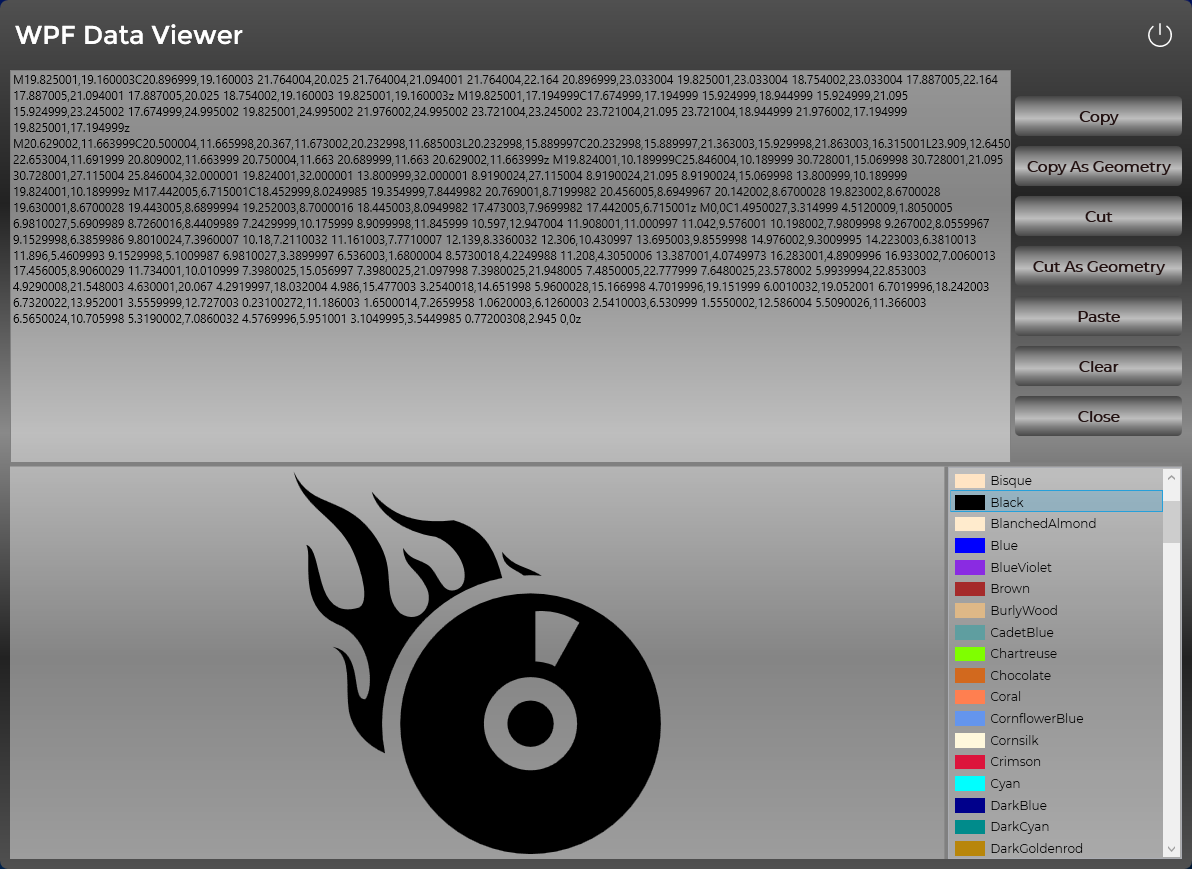 WPF Data Viewer
M19.825001,19.160003C20.896999,19.160003 21.764004,20.025 21.764004,21.094001 21.764,22.164 20.896999,23.033004 19.825001,23.033004 18.754002,23.033004 17.887005,22.164
17.887005,21.094001 17.887005,20.025 18.754002,19.160003 19.825001,19.160003z M19.825001,17.194999C17.674999,17.194999 15.924999,18.944999 15.924999,21.095
15.924999,23.245002 17.674999,24.995002 19.825001,24.995002 21.976002,24.995002 23.721004,23.245002 23.721004,21.095 23.721004,18.944999 21.976002,17.194999
19.825001,17.194999z
M20.629002,11.663999C20.500004,11.665998 20.367,11.673002 20.232998,11.685003L20.232998,15.889997C20.232998,15.889997,21.363003,15.929998,21.863003,16.315001L23.909,12.6450
22.653004,11.691999 20.809002,11.663999 20.750004,11.663 20.689999,11.663 20.629002,11.663999z M19.824001,10.189999C25.846004,10.189999 30.728001,15.069998 30.728001,21.095
30.728001,27.115004 25.846004,32.000001 19.824001,32.000001 13.800999,32.000001 8.9190024,27.115004 8.9190024,21.095 8.9190024,15.069998 13.800999,10.189999
19.824001,10.189999z M17.442005,6.715001C18.452999,8.0249985 19.354999,7.8449982 20.769001,8.7199982 20.456005,8.6949967 20.142002,8.6700028 19.823002,8.6700028
19.630001,8.6700028 19.443005,8.6899994 19.252003,8.7000016 18.445003,8.0949982 17.473003,7.9699982 17.442005,6.715001z M0,0C1.4950027,3.314999 4.5120009,1.8050005
6.9810027,5.6909989 8.7260016,8.4409989 7.2429999,10.175999 8.9099998,11.845999 10.597,12.947004 11.908001,11.000997 11.042,9.576001 10.198002,7.9809998 9.267002,8.0559967
9.1529998,6.3859986 9.8010024,7.3960007 10.18,7.2110032 11.161003,7.7710007 12.139,8.3360032 12.306,10.430997 13.695003,9.8559998 14.976002,9.3009995 14.223003,6.3810013
11.896,5.4609993 9.1529998,5.1009987 6.9810027,3.3899997 6.536003,1.6800004 8.5730018,4.2249988 11.208,4.3050006 13.387001,4.0749973 16.283001,4.8909996 16.933002,7.0060013
17.456005,8.9060029 11.734001,10.010999 7.3980025,15.056997 7.3980025,21.097998 7.3980025,21.948005 7.4850005,22.777999 7.6480025,23.578002 5.9939994,22.853003
4.9290008,21.548003 4.630001,20.067 4.2919997,18.032004 4.986,15.477003 3.2540018,14.651998 5.9600028,15.166998 4.7019996,19.151999 6.0010032,19.052001 6.7019996,18.242003
6.7320022,13.952001 3.5559999,12.727003 0.23100272,11.186003 1.6500014,7.2659958 1.0620003,6.1260003 2.5410003,6.530999 1.5550002,12.586004 5.5090026,11.366003
6.5650024,10.705998 5.3190002,7.0860032 4.5769996,5.951001 3.1049995,3.5449985 0.77200308,2.945 0,0z
Copy
Copy As Geometry
Cut
Cut As Geometry
Paste
Clear
Close
Bisque
Black
BlanchedAlmond
Blue
BlueViolet
Brown
BurlyWood
CadetBlue
Chartreuse
Chocolate
Coral
CornflowerBlue
Cornsilk
Crimson
Cyan
DarkBlue
DarkCyan
DarkGoldenrod